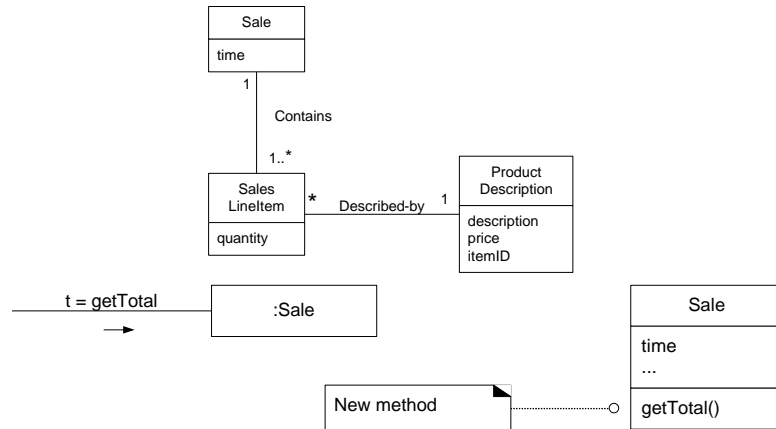 Sale
time
1
Contains
1..*
Sales
LineItem
quantity
*
Described-by
1
Product
Description
description
price
itemID
t = getTotal
:Sale
Sale
time
...
getTotal()
New method